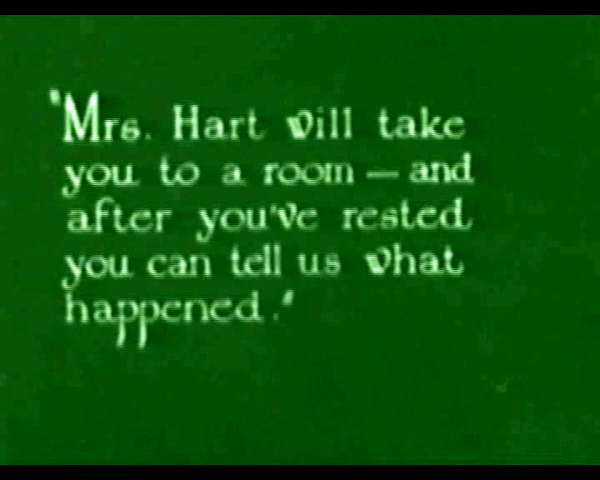 "Mrs. Hart will take
you to a room — and
after you've rested
you can tell us what
happened."